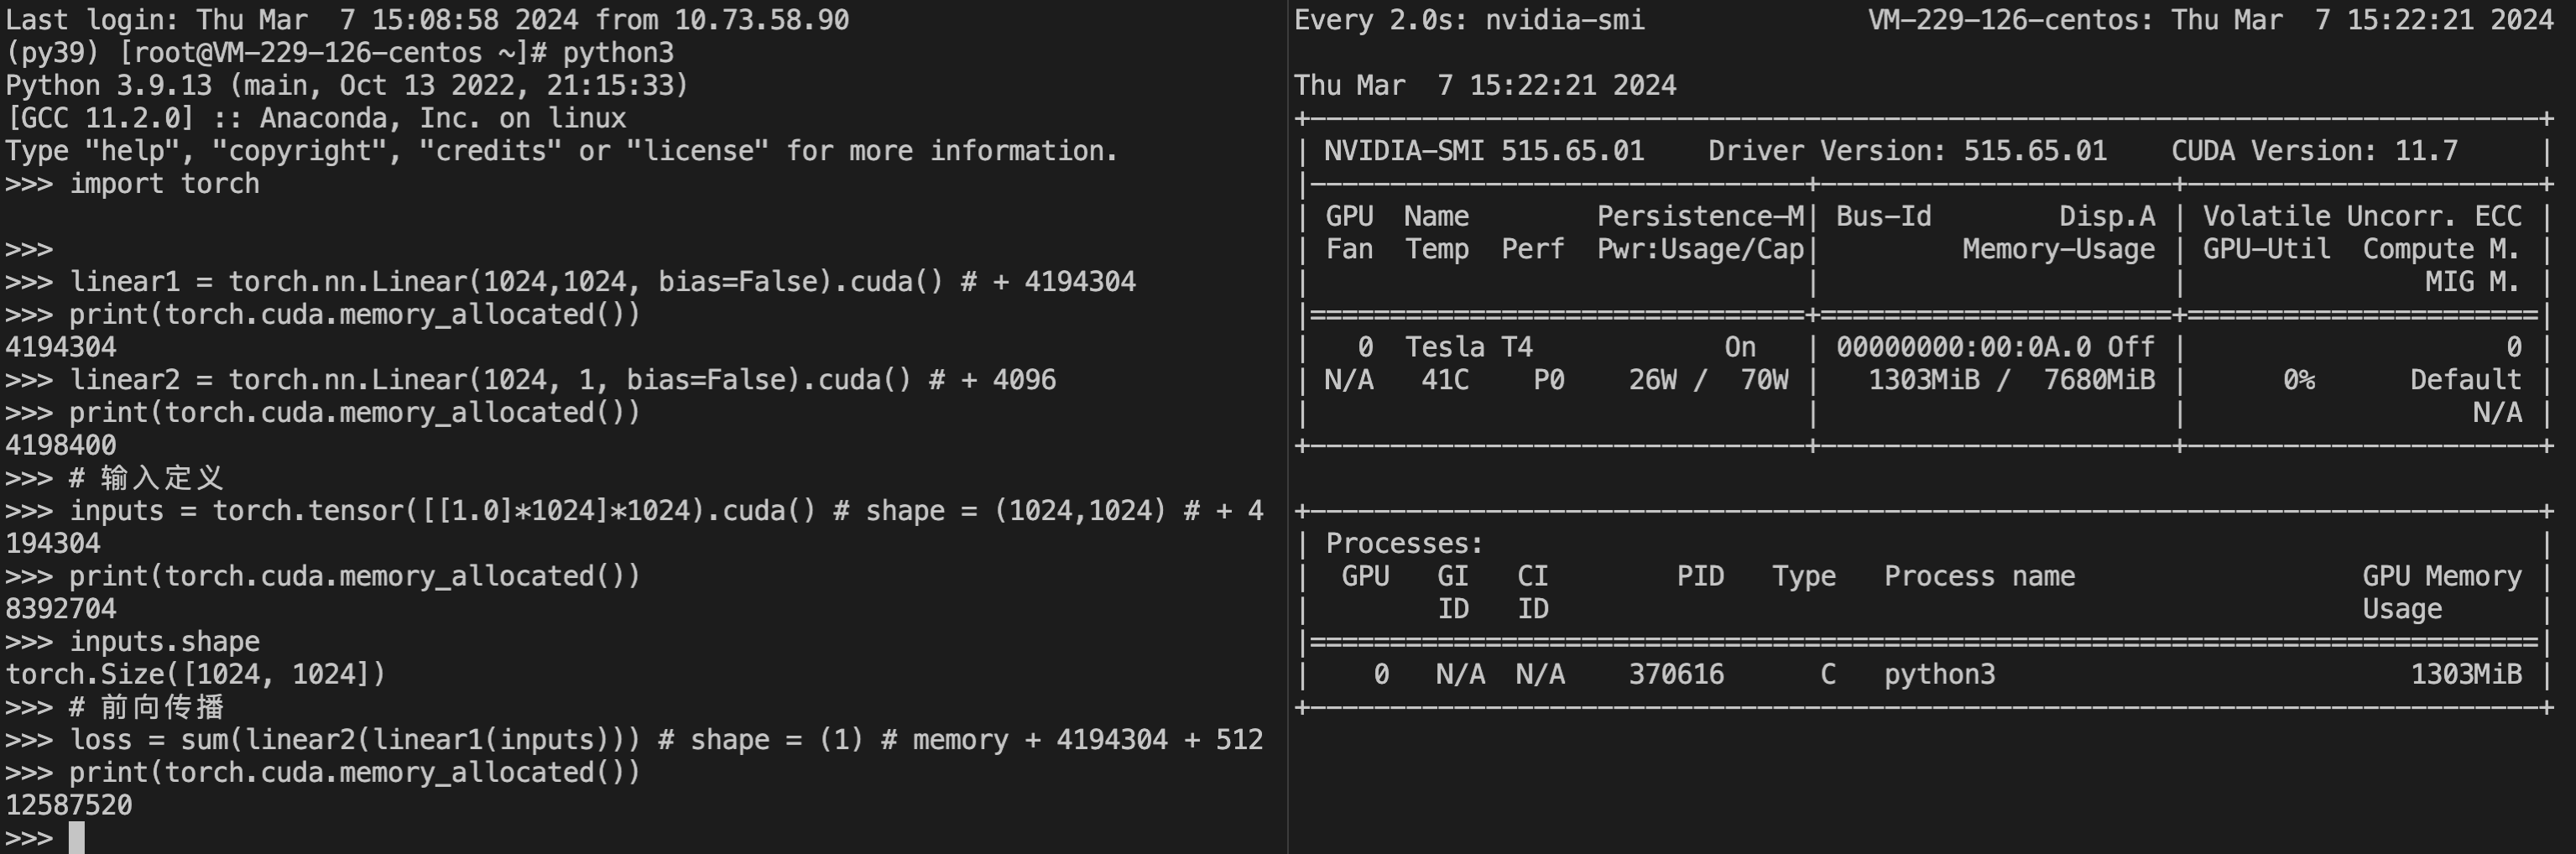 Last login: Thu Mar  7 15:08:58 2024 from 10.73.58.90
(py39) [root@VM-229-126-centos ~]# python3
Python 3.9.13 (main, Oct 13 2022, 21:15:33)
[GCC 11.2.0] :: Anaconda, Inc. on linux
Type "help", "copyright", "credits" or "license" for more information.
>>> import torch
>>>
>>> linear1 = torch.nn.Linear(1024,1024, bias=False).cuda() # + 4194304
>>> print(torch.cuda.memory_allocated())
4194304
>>> linear2 = torch.nn.Linear(1024, 1, bias=False).cuda() # + 4096
>>> print(torch.cuda.memory_allocated())
4198400
>>> # 输入定义
>>> inputs = torch.tensor([[1.0]*1024]*1024).cuda() # shape = (1024,1024) # + 4
194304
>>> print(torch.cuda.memory_allocated())
8392704
>>> inputs.shape
torch.Size([1024, 1024])
>>> # 前向传播
>>> loss = sum(linear2(linear1(inputs))) # shape = (1) # memory + 4194304 + 512
>>> print(torch.cuda.memory_allocated())
12587520
>>>
Every 2.0s: nvidia-smi                VM-229-126-centos: Thu Mar  7 15:22:21 2024
Thu Mar  7 15:22:21 2024
+-----------------------------------------------------------------------------+
| NVIDIA-SMI 515.65.01    Driver Version: 515.65.01    CUDA Version: 11.7     |
|-------------------------------+----------------------+----------------------+
| GPU  Name        Persistence-M| Bus-Id        Disp.A | Volatile Uncorr. ECC |
| Fan  Temp  Perf  Pwr:Usage/Cap|         Memory-Usage | GPU-Util  Compute M. |
|                               |                      |               MIG M. |
|===============================+======================+======================|
|   0  Tesla T4            On   | 00000000:00:0A.0 Off |                    0 |
| N/A   41C    P0    26W /  70W |   1303MiB /  7680MiB |      0%      Default |
|                               |                      |                  N/A |
+-------------------------------+----------------------+----------------------+
+-----------------------------------------------------------------------------+
| Processes:                                                                  |
|  GPU   GI   CI        PID   Type   Process name                  GPU Memory |
|        ID   ID                                                   Usage      |
|=============================================================================|
|    0   N/A  N/A    370616      C   python3                          1303MiB |
+-----------------------------------------------------------------------------+